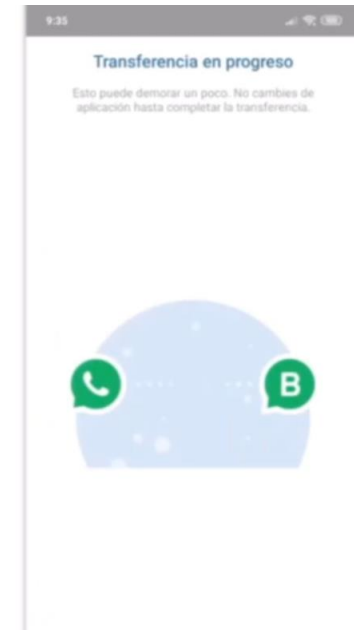 9:35
Transferencia en progreso
Esto puede demorar un poco. No cambies de
aplicación hasta completar la transferencia.
B